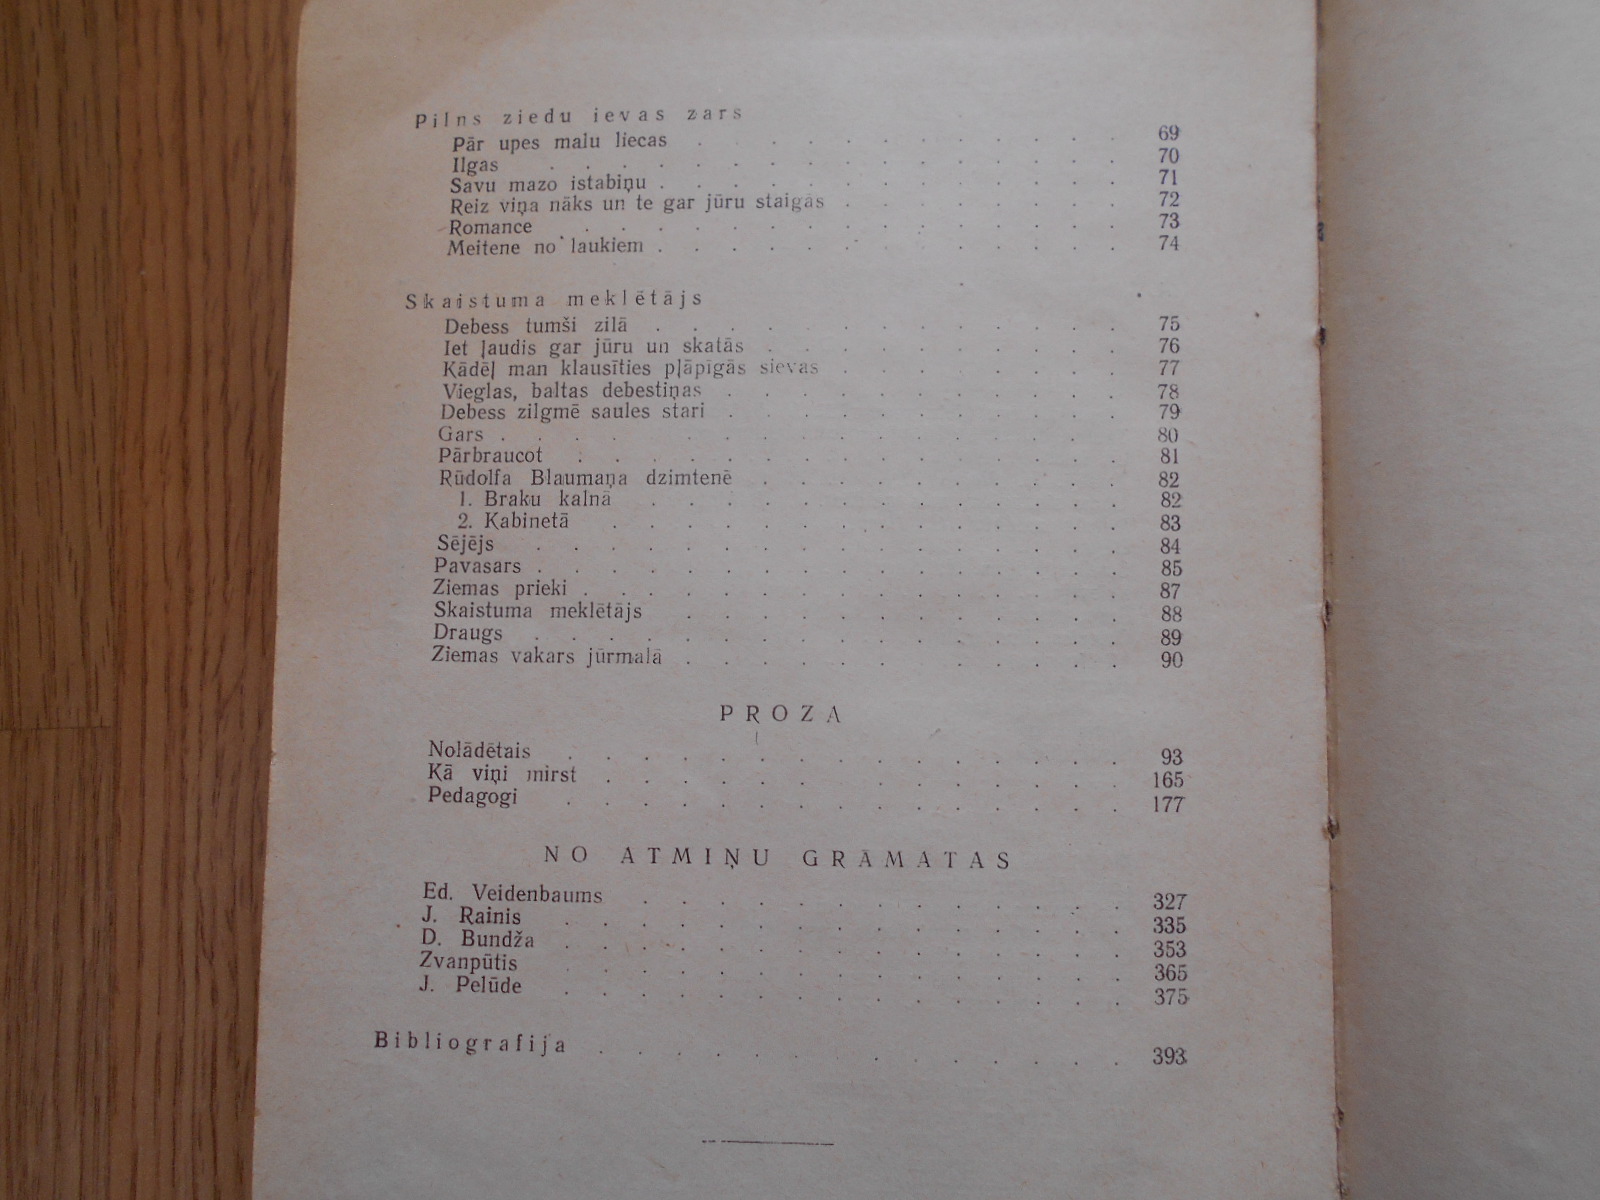 Pilns ziedu ievas zars
Pār upes malu liecas . . . . . . . . . . . . 69
Ilgas . . . . . . . . . . . . . . . . 70
Savu mazo istabiņu . . . . . . . . . . . . . 71
Reiz viņa nāks un te gar jūru staigās . . . . . . . . 72
Romance . . . . . . . . . . . . . . . 73
Meitene no laukiem . . . . . . . . . . . . . 74
Skaistuma meklētājs
Debess tumši zilā . . . . . . . . . . . . . 75
Iet ļaudis gar jūru un skatās . . . . . . . . . . 76
Kādēļ man klausīties pļāpīgās sievas . . . . . . . . 77
Vieglas, baltas debestiņas . . . . . . . . . . . 78
Debess zilgmē saules stari . . . . . . . . . . . 79
Gars . . . . . . . . . . . . . . . 80
Pārbraucot . . . . . . . . . . . . . . . 81
Rūdolfa Blaumaņa dzimtenē . . . . . . . . . . 82
1. Braku kalnā . . . . . . . . . . . . . 82
2. Kabinetā . . . . . . . . . . . . . . 83
Sējējs . . . . . . . . . . . . . . . . 84
Pavasars . . . . . . . . . . . . . . . . 85
Ziemas prieki . . . . . . . . . . . . . . . 87
Skaistuma meklētājs . . . . . . . . . . . . 88
Draugs . . . . . . . . . . . . . . . . 89
Ziemas vakars jūrmalā . . . . . . . . . . . 90
PROZA
Nolādētais . . . . . . . . . . . . . . . 93
Kā viņi mirst . . . . . . . . . . . . . . 165
Pedagogi . . . . . . . . . . . . . . . 177
NO ATMIŅU GRĀMATAS
Ed. Veidenbaums . . . . . . . . . . . . . 327
J. Rainis . . . . . . . . . . . . . . . 335
D. Bundža . . . . . . . . . . . . . . . 353
Zvanpūtis . . . . . . . . . . . . . . . 365
J. Pelūde . . . . . . . . . . . . . . . 375
Bibliografija . . . . . . . . . . . . . . 393